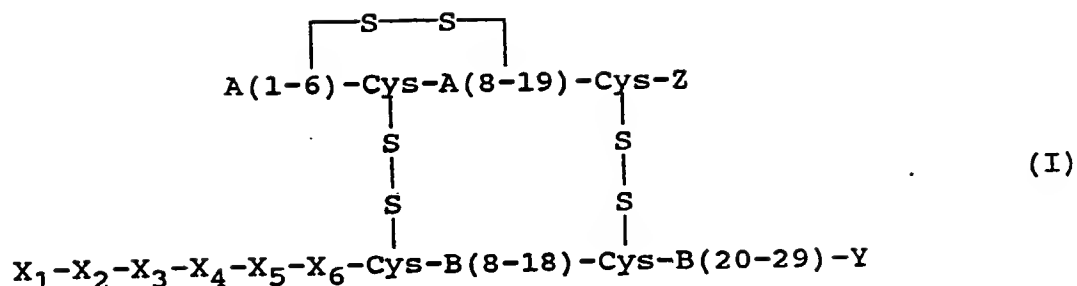 S S
A(1-6)-Cys-A(8-19)-Cys-Z
S S
(I)
S S
X1-X2-X3-X4-X5-X6-Cys-B(8-18)-Cys-B(20-29)-Y